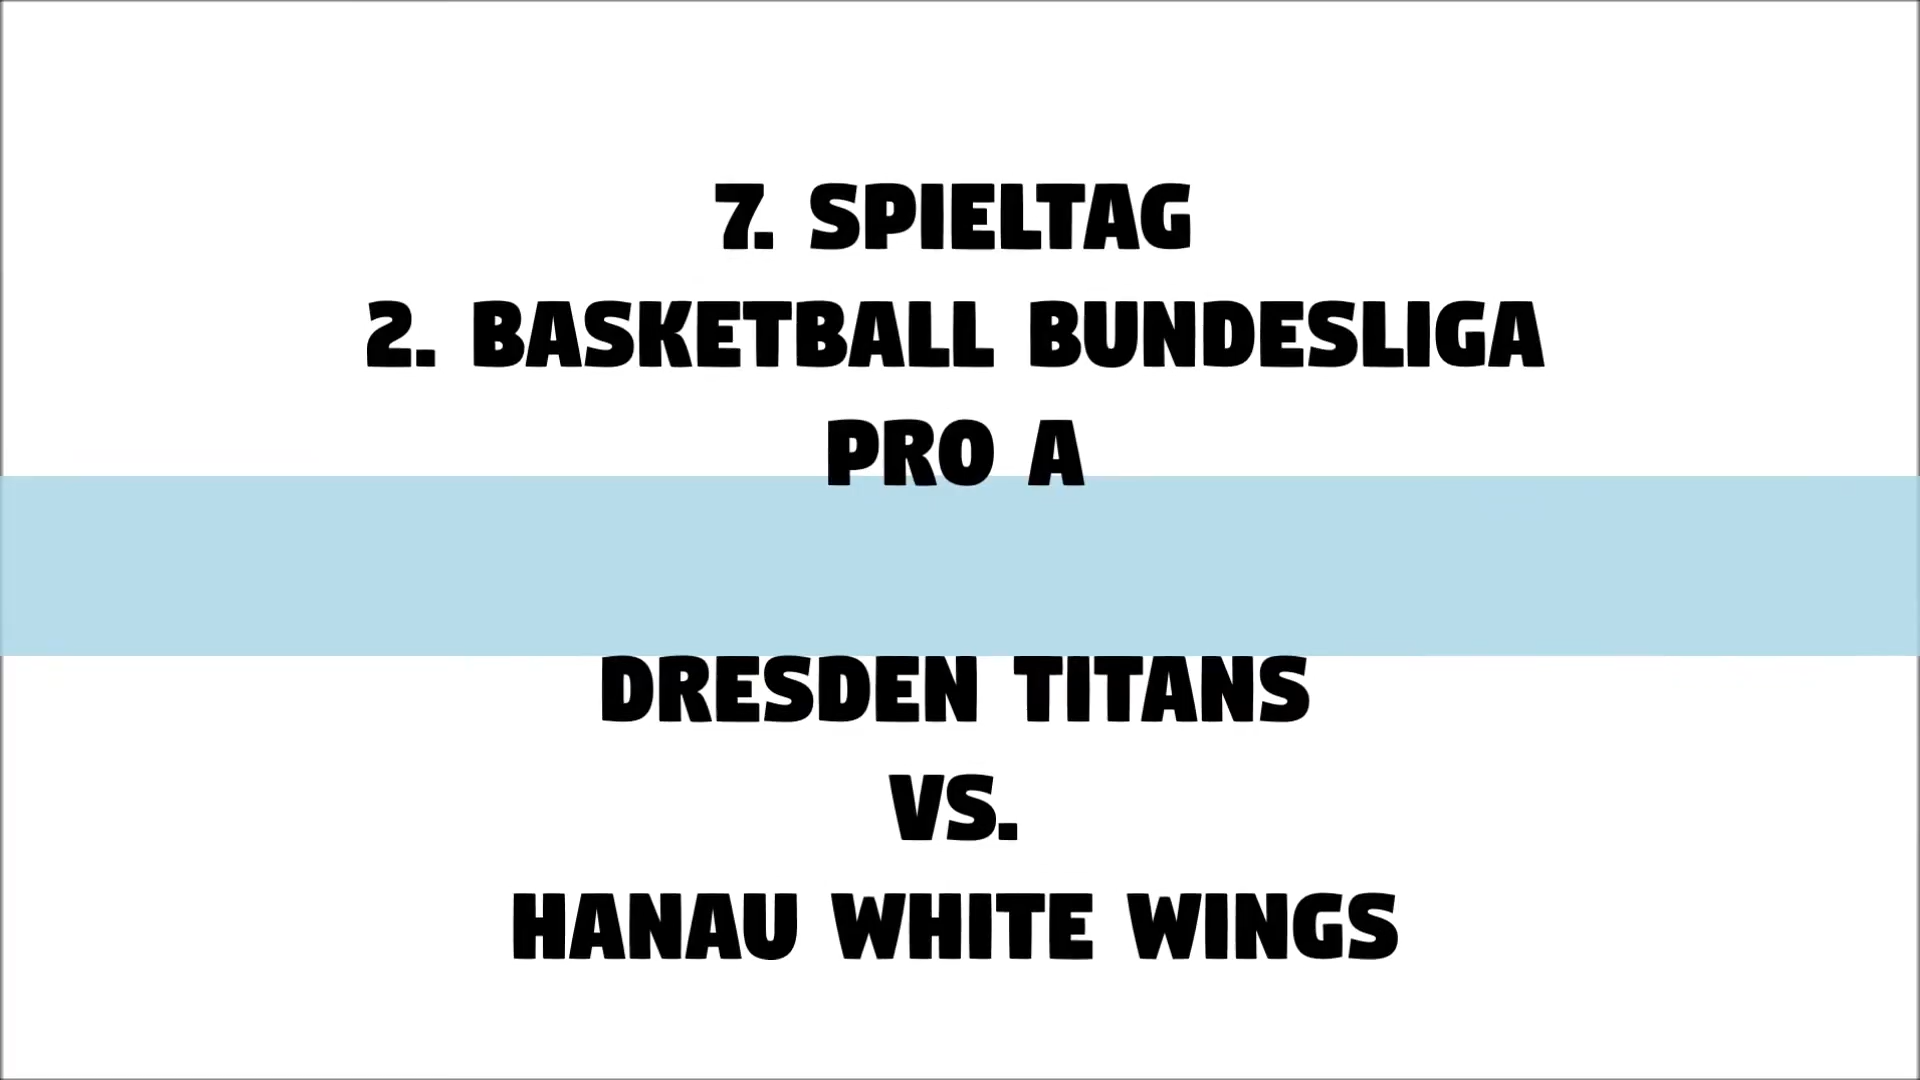 7. SPIELTAG
2. BASKETBALL BUNDESLIGA
PRO A
DRESDEN TITANS
VS.
HANAU WHITE WINGS